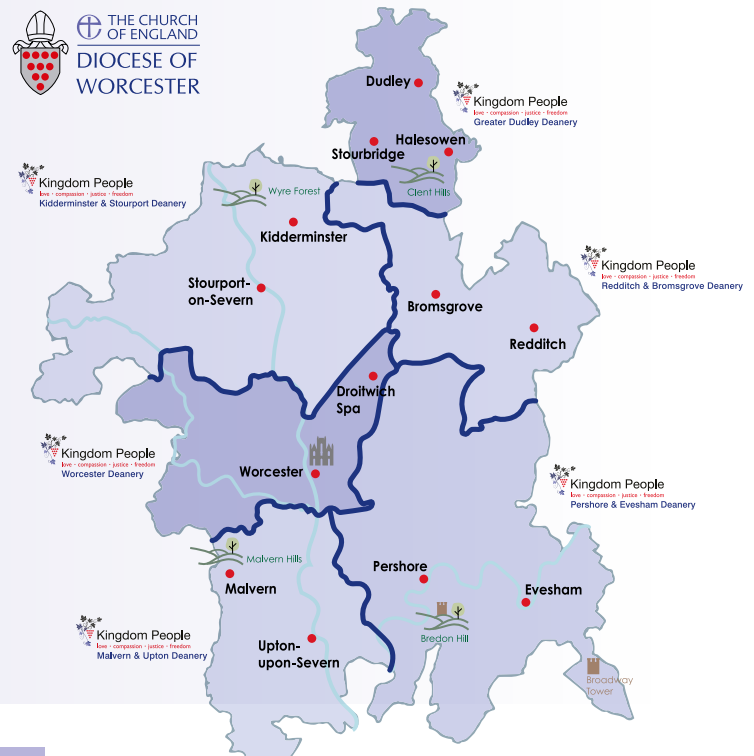 THE CHURCH
OF ENGLAND
DIOCESE OF
WORCESTER
Dudley
Kingdom People
love · compassion · justice · freedom
Greater Dudley Deanery
Halesowen
Stourbridge
Clent Hills
Kingdom People
love · compassion · justice · freedom
Kidderminster & Stourport Deanery
Wyre Forest
Kidderminster
Stourport-
on-Severn
Kingdom People
love · compassion · justice · freedom
Redditch & Bromsgrove Deanery
Bromsgrove
Redditch
Droitwich
Spa
Kingdom People
love · compassion · justice · freedom
Worcester Deanery
Worcester
Kingdom People
love · compassion · justice · freedom
Pershore & Evesham Deanery
Malvern Hills
Malvern
Pershore
Evesham
Bredon Hill
Kingdom People
love · compassion · justice · freedom
Malvern & Upton Deanery
Upton-
upon-Severn
Broadway
Tower